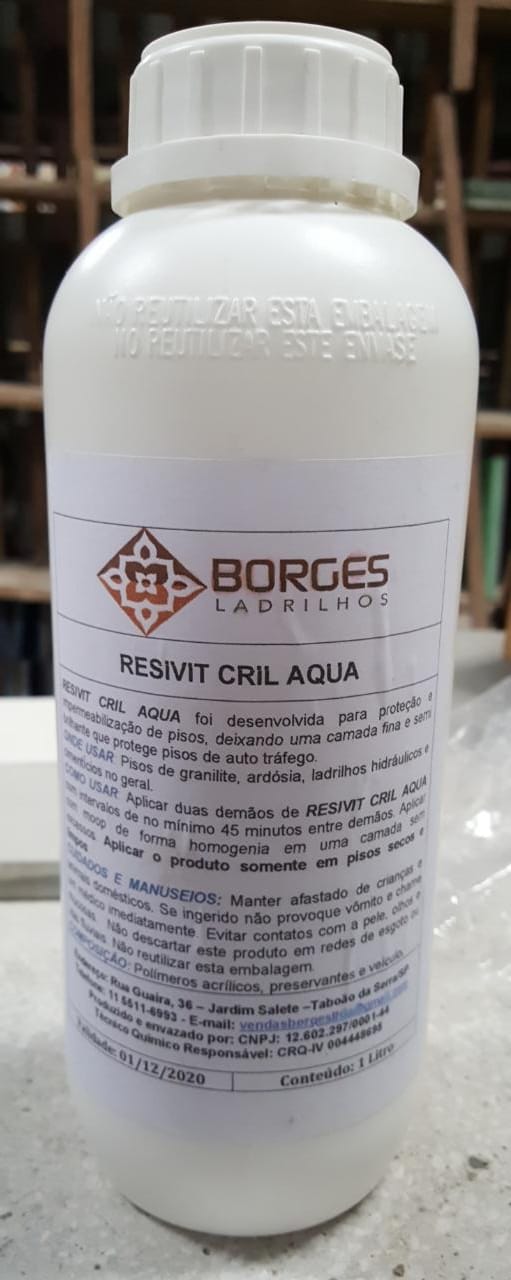 NÃO REUTILIZAR ESTA EMBALAGEM
NO REUTILIZAR ESTE ENVASE
BORGES
LADRILHOS
RESIVIT CRIL AQUA
RESIVIT CRIL AQUA foi desenvolvida para proteção e
impermeabilização de pisos, deixando uma camada fina e semi
brilhante que protege pisos de auto tráfego.
ONDE USAR: Pisos de granilite, ardósia, ladrilhos hidráulicos e
cimentícios no geral.
COMO USAR: Aplicar duas demãos de RESIVIT CRIL AQUA
com intervalos de no mínimo 45 minutos entre demãos. Aplicar
com moop de forma homogenia em uma camada sem
excessos. Aplicar o produto somente em pisos secos e
limpos
CUIDADOS E MANUSEIOS: Manter afastado de crianças e
animais domésticos. Se ingerido não provoque vômito e chame
um médico imediatamente. Evitar contatos com a pele, olhos e
mucosas. Não descartar este produto em redes de esgoto ou
fluviais. Não reutilizar esta embalagem.
COMPOSIÇÃO: Polímeros acrílicos, preservantes e veículo.
Endereço: Rua Guaira, 36 – Jardim Salete –Taboão da Serra/SP
Telefone: 11 6511-6993 - E-mail: vendasborgesltda@gmail.com
Produzido e envazado por: CNPJ: 12.602.297/0001-44
Técnico Químico Responsável: CRQ-IV 004448698
Validade: 01/12/2020
Conteúdo: 1 Litro